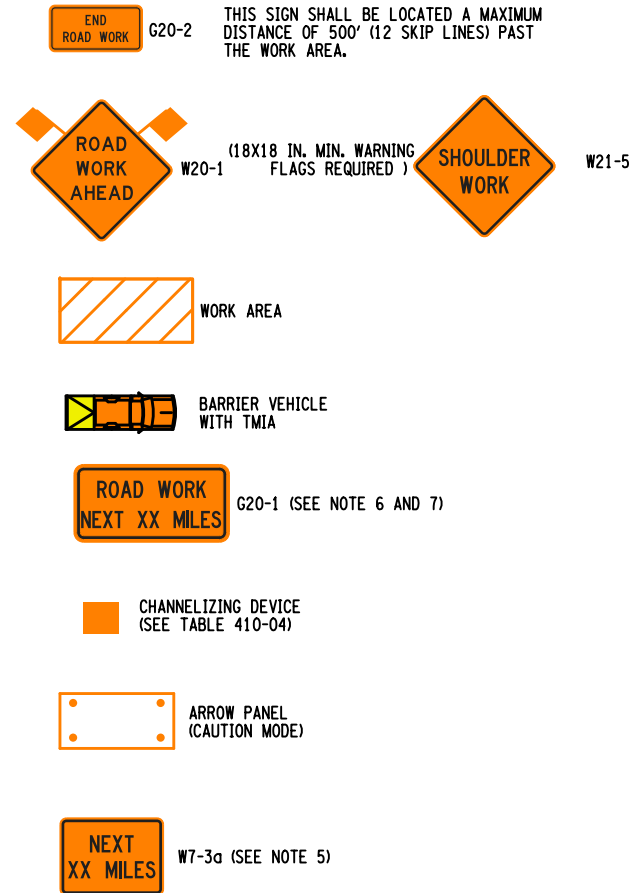 END
ROAD WORK
G20-2
THIS SIGN SHALL BE LOCATED A MAXIMUM
DISTANCE OF 500' (12 SKIP LINES) PAST
THE WORK AREA.
ROAD
WORK
AHEAD
W20-1
(18X18 IN. MIN. WARNING
FLAGS REQUIRED )
SHOULDER
WORK
W21-5
WORK AREA
BARRIER VEHICLE
WITH TMIA
ROAD WORK
NEXT XX MILES
G20-1 (SEE NOTE 6 AND 7)
CHANNELIZING DEVICE
(SEE TABLE 410-04)
ARROW PANEL
(CAUTION MODE)
NEXT
XX MILES
W7-3a (SEE NOTE 5)